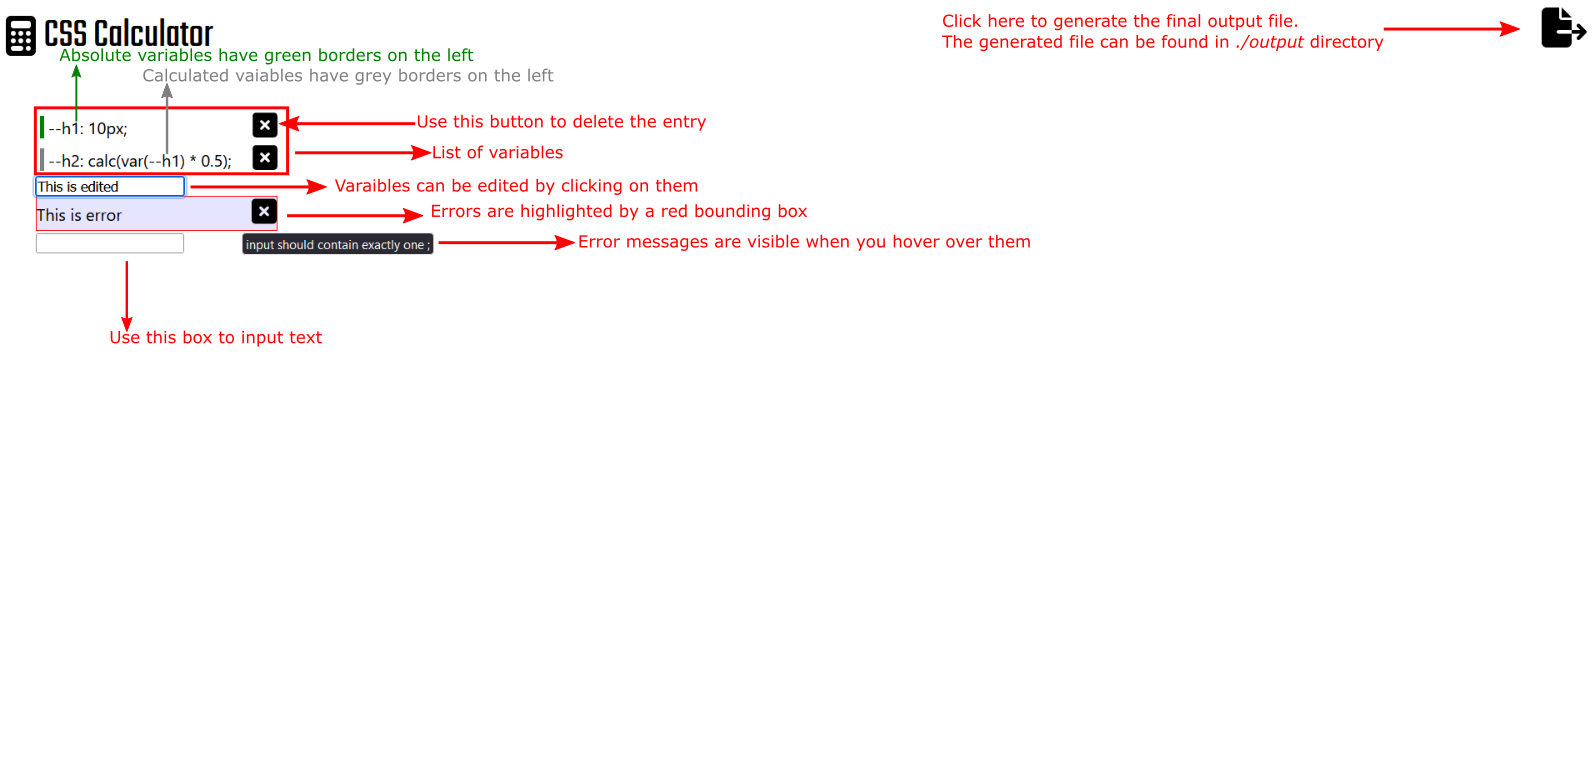 CSS Calculator
Click here to generate the final output file.
The generated file can be found in ./output directory
Absolute variables have green borders on the left
Calculated vaiables have grey borders on the left
--h1: 10px;
Use this button to delete the entry
--h2: calc(var(--h1) * 0.5);
List of variables
This is edited
Varaibles can be edited by clicking on them
This is error
Errors are highlighted by a red bounding box
input should contain exactly one ;
Error messages are visible when you hover over them
Use this box to input text